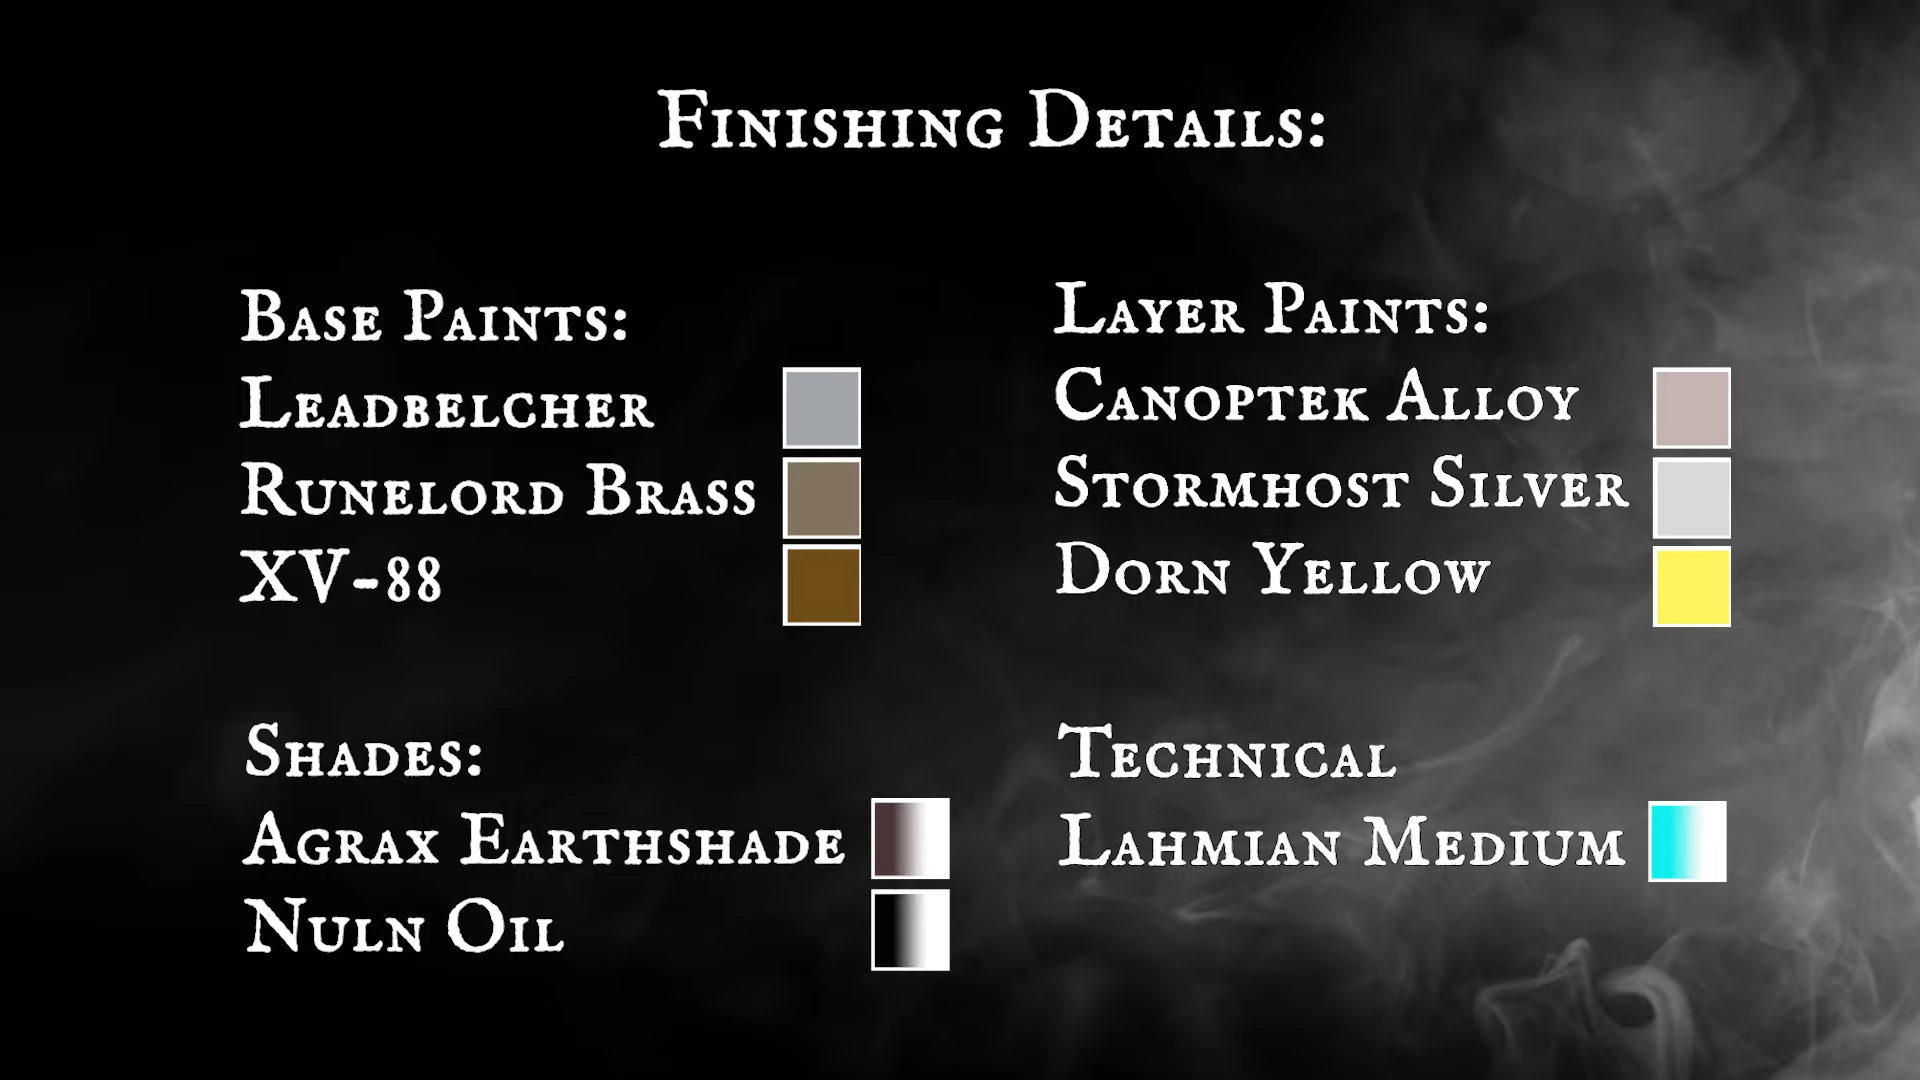 Finishing Details:
Base Paints:
Leadbelcher
Runelord Brass
XV-88
Layer Paints:
Canoptek Alloy
Stormhost Silver
Dorn Yellow
Shades:
Agrax Earthshade
Nuln Oil
Technical
Lahmian Medium